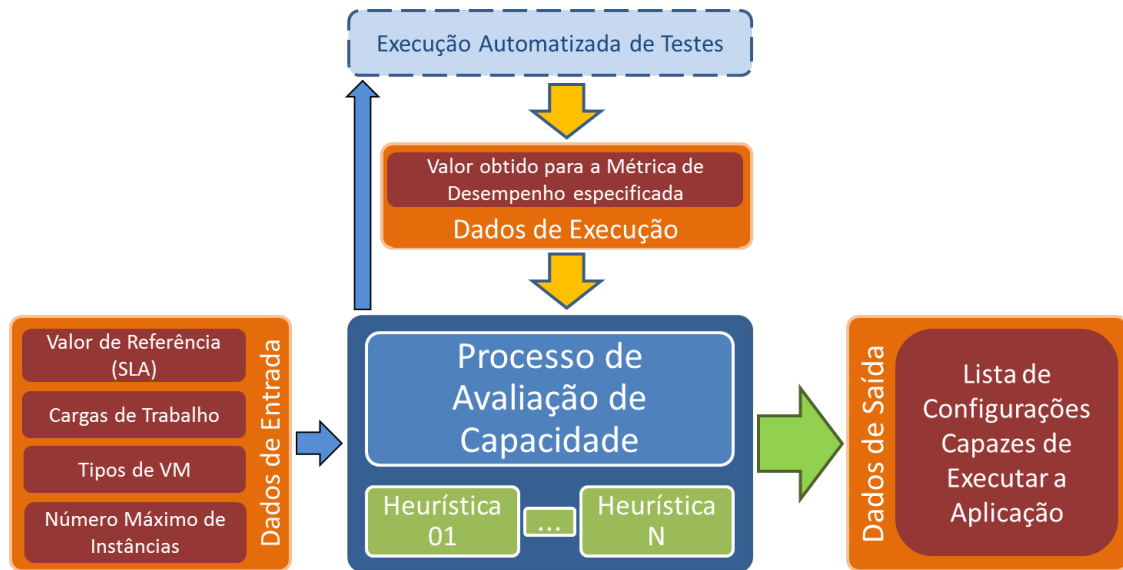 Execução Automatizada de Testes
Valor obtido para a Métrica de
Desempenho especificada
Dados de Execução
Valor de Referência
(SLA)
Cargas de Trabalho
Tipos de VM
Número Máximo de
Instâncias
Dados de Entrada
Processo de
Avaliação de
Capacidade
Heurística
01
...
Heurística
N
Dados de Saída
Lista de
Configurações
Capazes de
Executar a
Aplicação